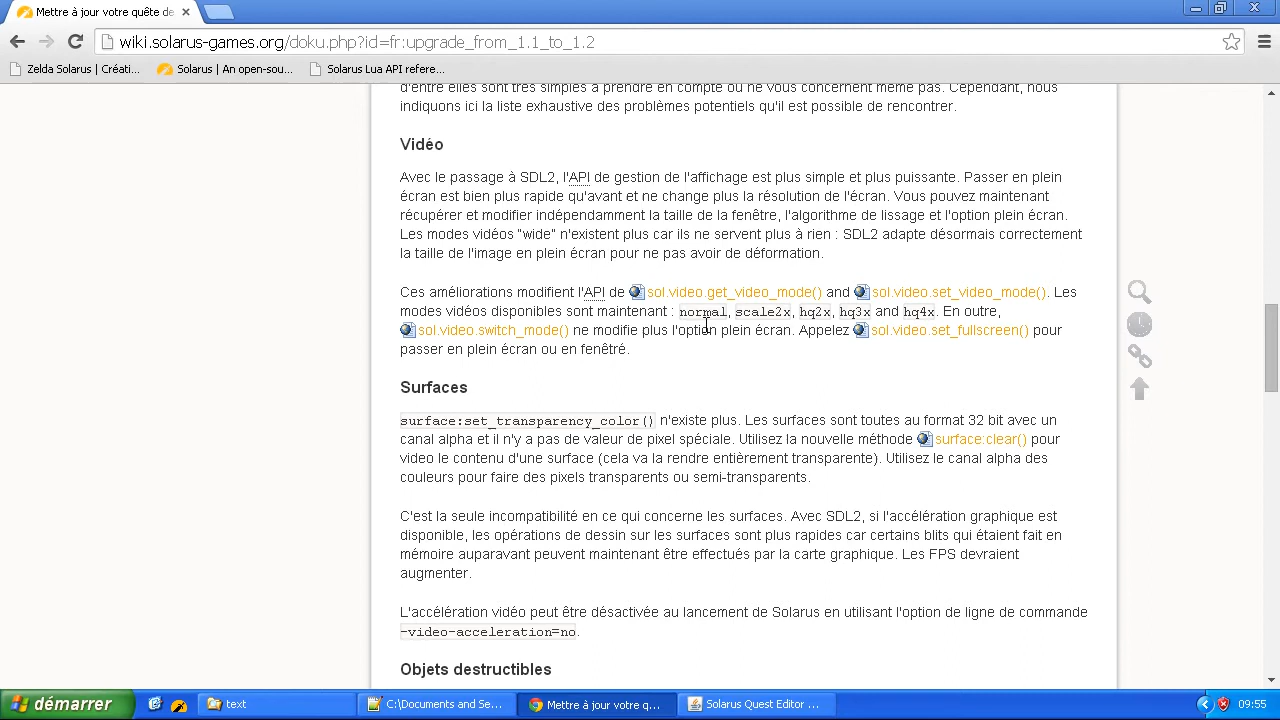 Mettre à jour votre quête de
wiki.solarus-games.org/doku.php?id=fr:upgrade_from_1.1_to_1.2
Zelda Solarus | Créati...
Solarus | An open-sou...
Solarus Lua API refere...
d'entre elles sont très simples à prendre en compte ou ne vous concernent même pas. Cependant, nous
indiquons ici la liste exhaustive des problèmes potentiels qu'il est possible de rencontrer.
Vidéo
Avec le passage à SDL2, l'API de gestion de l'affichage est plus simple et plus puissante. Passer en plein
écran est bien plus rapide qu'avant et ne change plus la résolution de l'écran. Vous pouvez maintenant
récupérer et modifier indépendamment la taille de la fenêtre, l'algorithme de lissage et l'option plein écran.
Les modes vidéos "wide" n'existent plus car ils ne servent plus à rien : SDL2 adapte désormais correctement
la taille de l'image en plein écran pour ne pas avoir de déformation.
Ces améliorations modifient l'API de sol.video.get_video_mode() and sol.video.set_video_mode(). Les
modes vidéos disponibles sont maintenant : normal, scale2x, hq2x, hq3x and hq4x. En outre,
sol.video.switch_mode() ne modifie plus l'option plein écran. Appelez sol.video.set_fullscreen() pour
passer en plein écran ou en fenêtré.
Surfaces
surface:set_transparency_color() n'existe plus. Les surfaces sont toutes au format 32 bit avec un
canal alpha et il n'y a pas de valeur de pixel spéciale. Utilisez la nouvelle méthode surface:clear() pour
video le contenu d'une surface (cela va la rendre entièrement transparente). Utilisez le canal alpha des
couleurs pour faire des pixels transparents ou semi-transparents.
C'est la seule incompatibilité en ce qui concerne les surfaces. Avec SDL2, si l'accélération graphique est
disponible, les opérations de dessin sur les surfaces sont plus rapides car certains blits qui étaient fait en
mémoire auparavant peuvent maintenant être effectués par la carte graphique. Les FPS devraient
augmenter.
L'accélération vidéo peut être désactivée au lancement de Solarus en utilisant l'option de ligne de commande
-video-acceleration=no.
Objets destructibles
démarrer
text
C:\Documents and Se...
Mettre à jour votre q...
Solarus Quest Editor ...
09:55